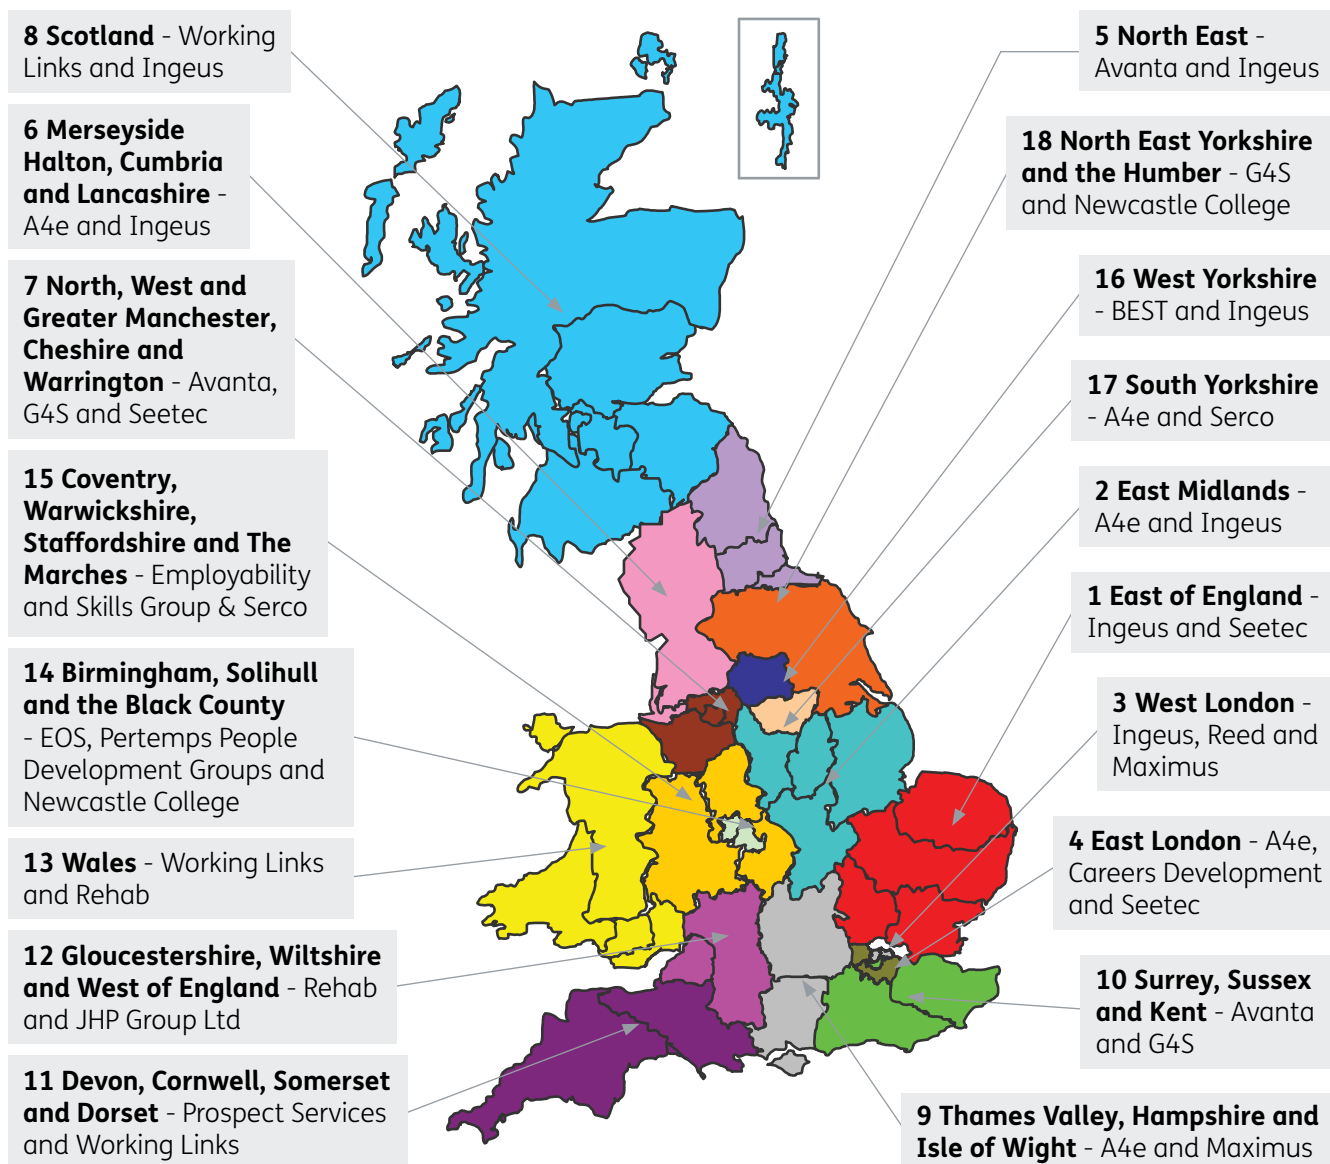 8 Scotland - Working
Links and Ingeus
6 Merseyside
Halton, Cumbria
and Lancashire -
A4e and Ingeus
7 North, West and
Greater Manchester,
Cheshire and
Warrington - Avanta,
G4S and Seetec
15 Coventry,
Warwickshire,
Staffordshire and The
Marches - Employability
and Skills Group & Serco
14 Birmingham, Solihull
and the Black County
- EOS, Pertemps People
Development Groups and
Newcastle College
13 Wales - Working Links
and Rehab
12 Gloucestershire, Wiltshire
and West of England - Rehab
and JHP Group Ltd
11 Devon, Cornwell, Somerset
and Dorset - Prospect Services
and Working Links
5 North East -
Avanta and Ingeus
18 North East Yorkshire
and the Humber - G4S
and Newcastle College
16 West Yorkshire
- BEST and Ingeus
17 South Yorkshire
- A4e and Serco
2 East Midlands -
A4e and Ingeus
1 East of England -
Ingeus and Seetec
3 West London -
Ingeus, Reed and
Maximus
4 East London - A4e,
Careers Development
and Seetec
10 Surrey, Sussex
and Kent - Avanta
and G4S
9 Thames Valley, Hampshire and
Isle of Wight - A4e and Maximus